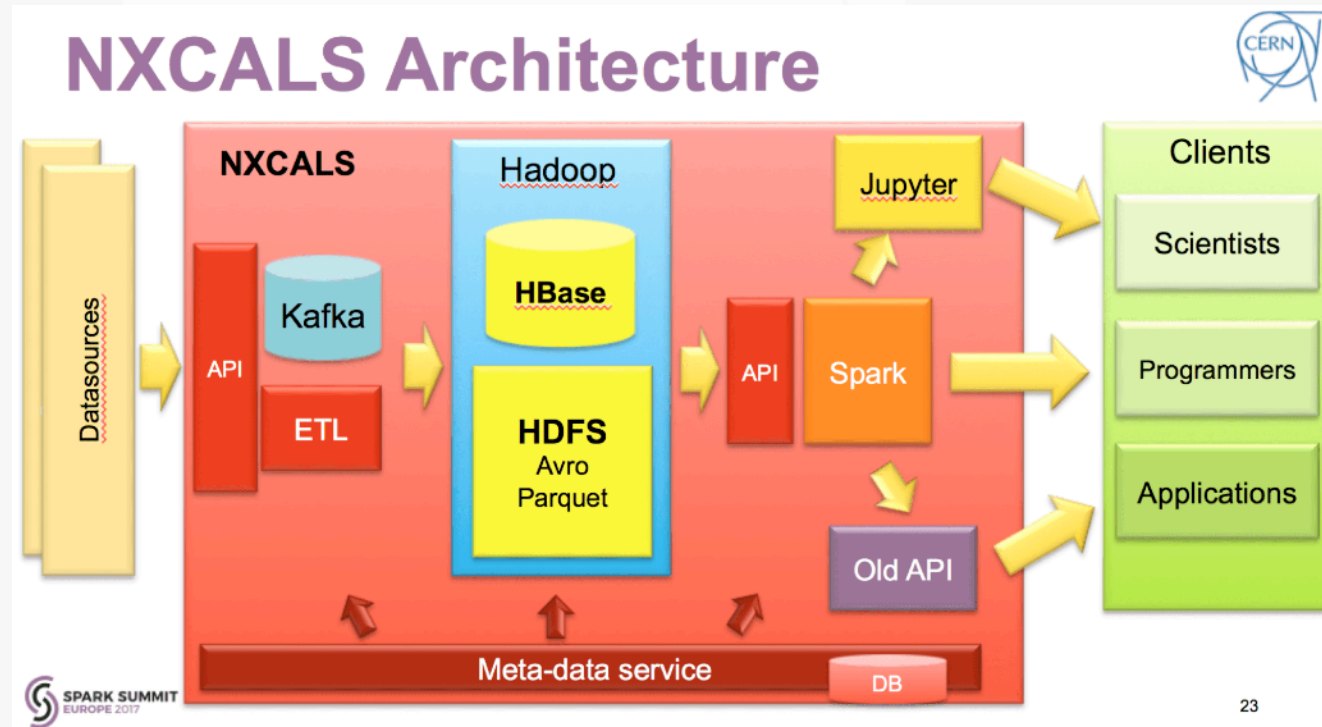 NXCALS Architecture
CERN
Datasources
NXCALS
API
Kafka
ETL
Hadoop
HBase
HDFS
Avro
Parquet
API
Spark
Jupyter
Old API
Clients
Scientists
Programmers
Applications
Meta-data service
DB
SPARK SUMMIT
EUROPE 2017
23